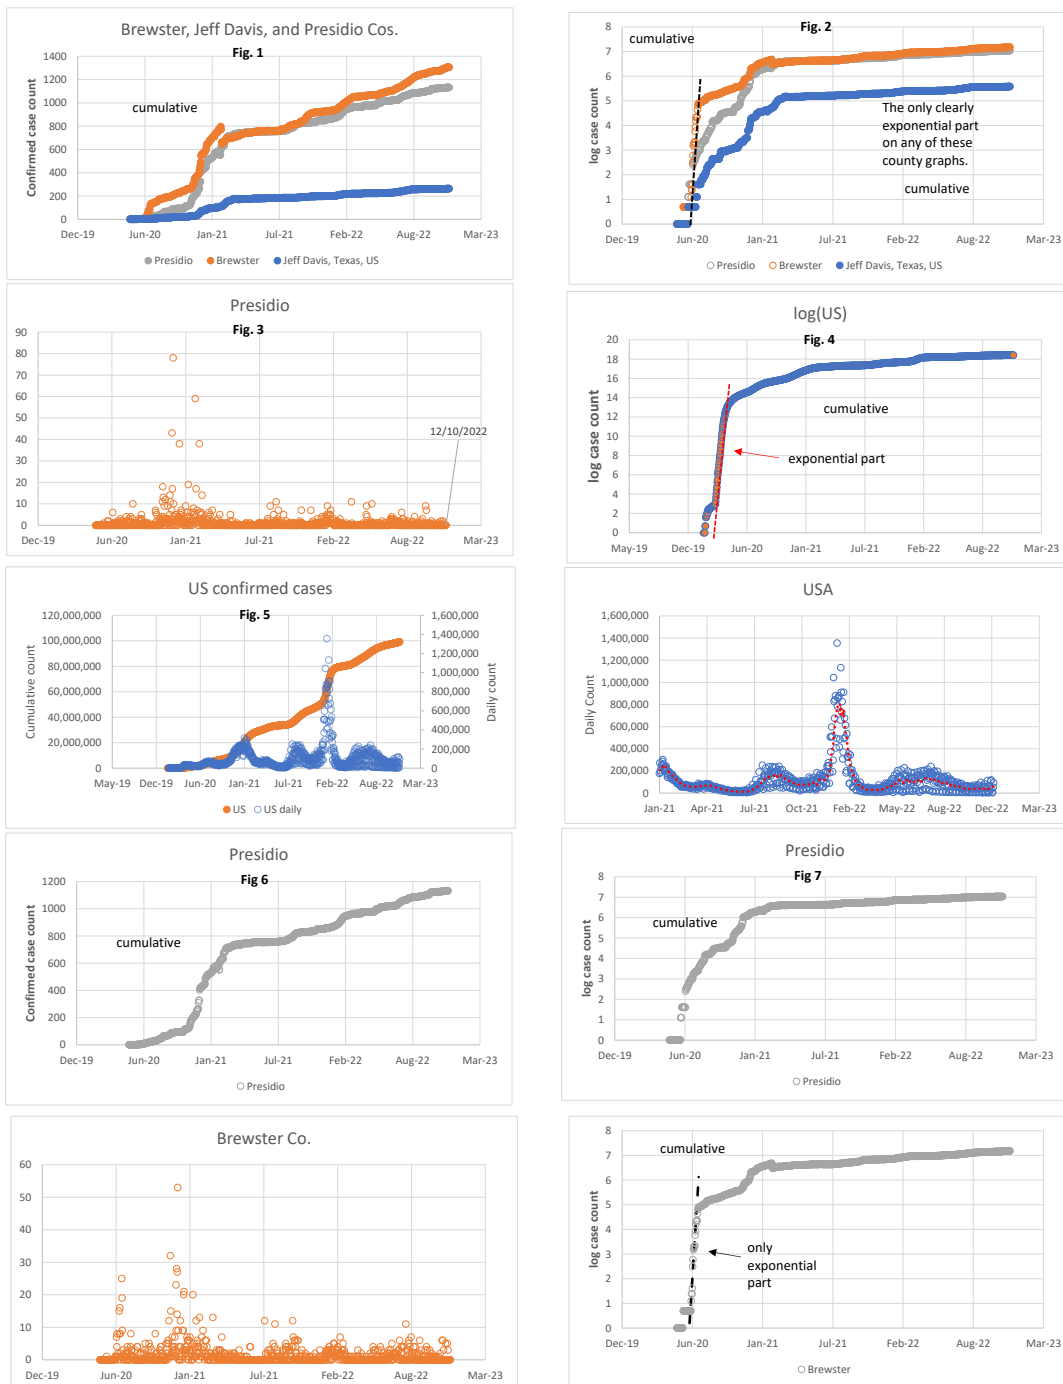 Brewster, Jeff Davis, and Presidio Cos.
Fig. 1
cumulative
Confirmed case count
1400
1200
1000
800
600
400
200
0
Dec-19 Jun-20 Jan-21 Jul-21 Feb-22 Aug-22 Mar-23
Presidio Brewster Jeff Davis, Texas, US
Fig. 2
cumulative
log case count
8
7
6
5
4
3
2
1
0
The only clearly
exponential part
on any of these
county graphs.
cumulative
Dec-19 Jun-20 Jan-21 Jul-21 Feb-22 Aug-22 Mar-23
Presidio Brewster Jeff Davis, Texas, US
Presidio
Fig. 3
90
80
70
60
50
40
30
20
10
0
12/10/2022
Dec-19 Jun-20 Jan-21 Jul-21 Feb-22 Aug-22 Mar-23
log(US)
Fig. 4
log case count
20
18
16
14
12
10
8
6
4
2
0
cumulative
exponential part
May-19 Dec-19 Jun-20 Jan-21 Jul-21 Feb-22 Aug-22 Mar-23
US confirmed cases
Fig. 5
Cumulative count
120,000,000
100,000,000
80,000,000
60,000,000
40,000,000
20,000,000
0
1,600,000
1,400,000
1,200,000
1,000,000
800,000
600,000
400,000
200,000
0
Daily count
May-19 Dec-19 Jun-20 Jan-21 Jul-21 Feb-22 Aug-22 Mar-23
US US daily
USA
Daily Count
1,600,000
1,400,000
1,200,000
1,000,000
800,000
600,000
400,000
200,000
0
Jan-21 Apr-21 Jul-21 Oct-21 Feb-22 May-22 Aug-22 Dec-22 Mar-23
Presidio
Fig 6
cumulative
Confirmed case count
1200
1000
800
600
400
200
0
Dec-19 Jun-20 Jan-21 Jul-21 Feb-22 Aug-22 Mar-23
Presidio
Presidio
Fig 7
cumulative
log case count
8
7
6
5
4
3
2
1
0
Dec-19 Jun-20 Jan-21 Jul-21 Feb-22 Aug-22 Mar-23
Presidio
Brewster Co.
60
50
40
30
20
10
0
Dec-19 Jun-20 Jan-21 Jul-21 Feb-22 Aug-22 Mar-23
cumulative
log case count
8
7
6
5
4
3
2
1
0
only
exponential
part
Dec-19 Jun-20 Jan-21 Jul-21 Feb-22 Aug-22 Mar-23
Brewster